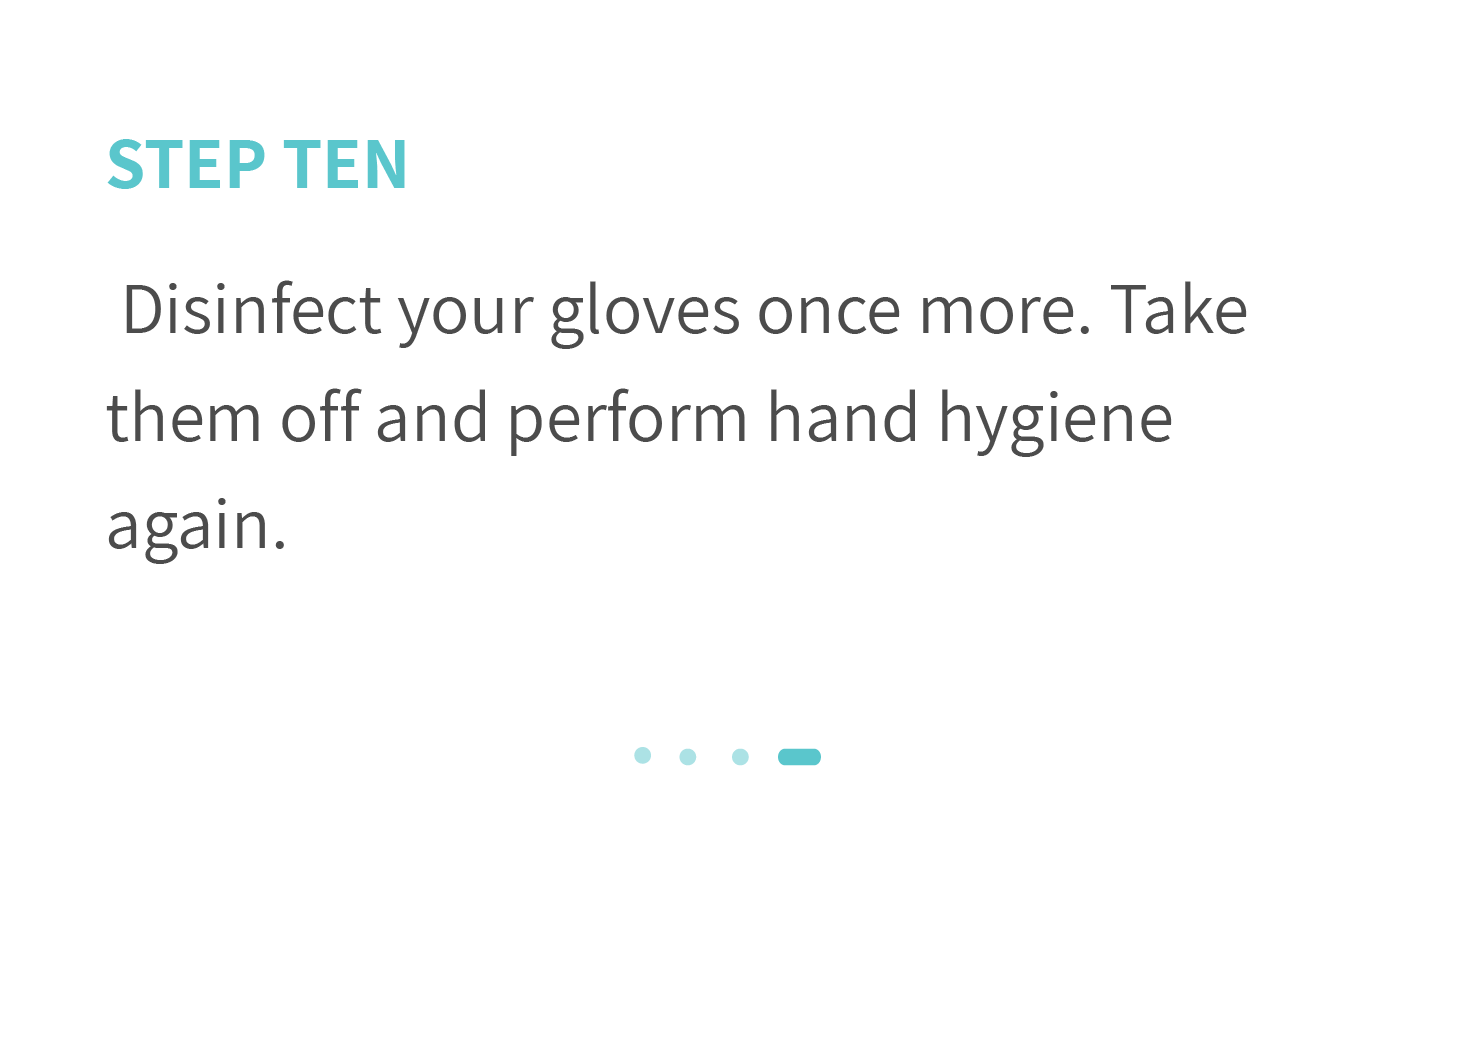 STEP TEN
Disinfect your gloves once more. Take
them off and perform hand hygiene
again.